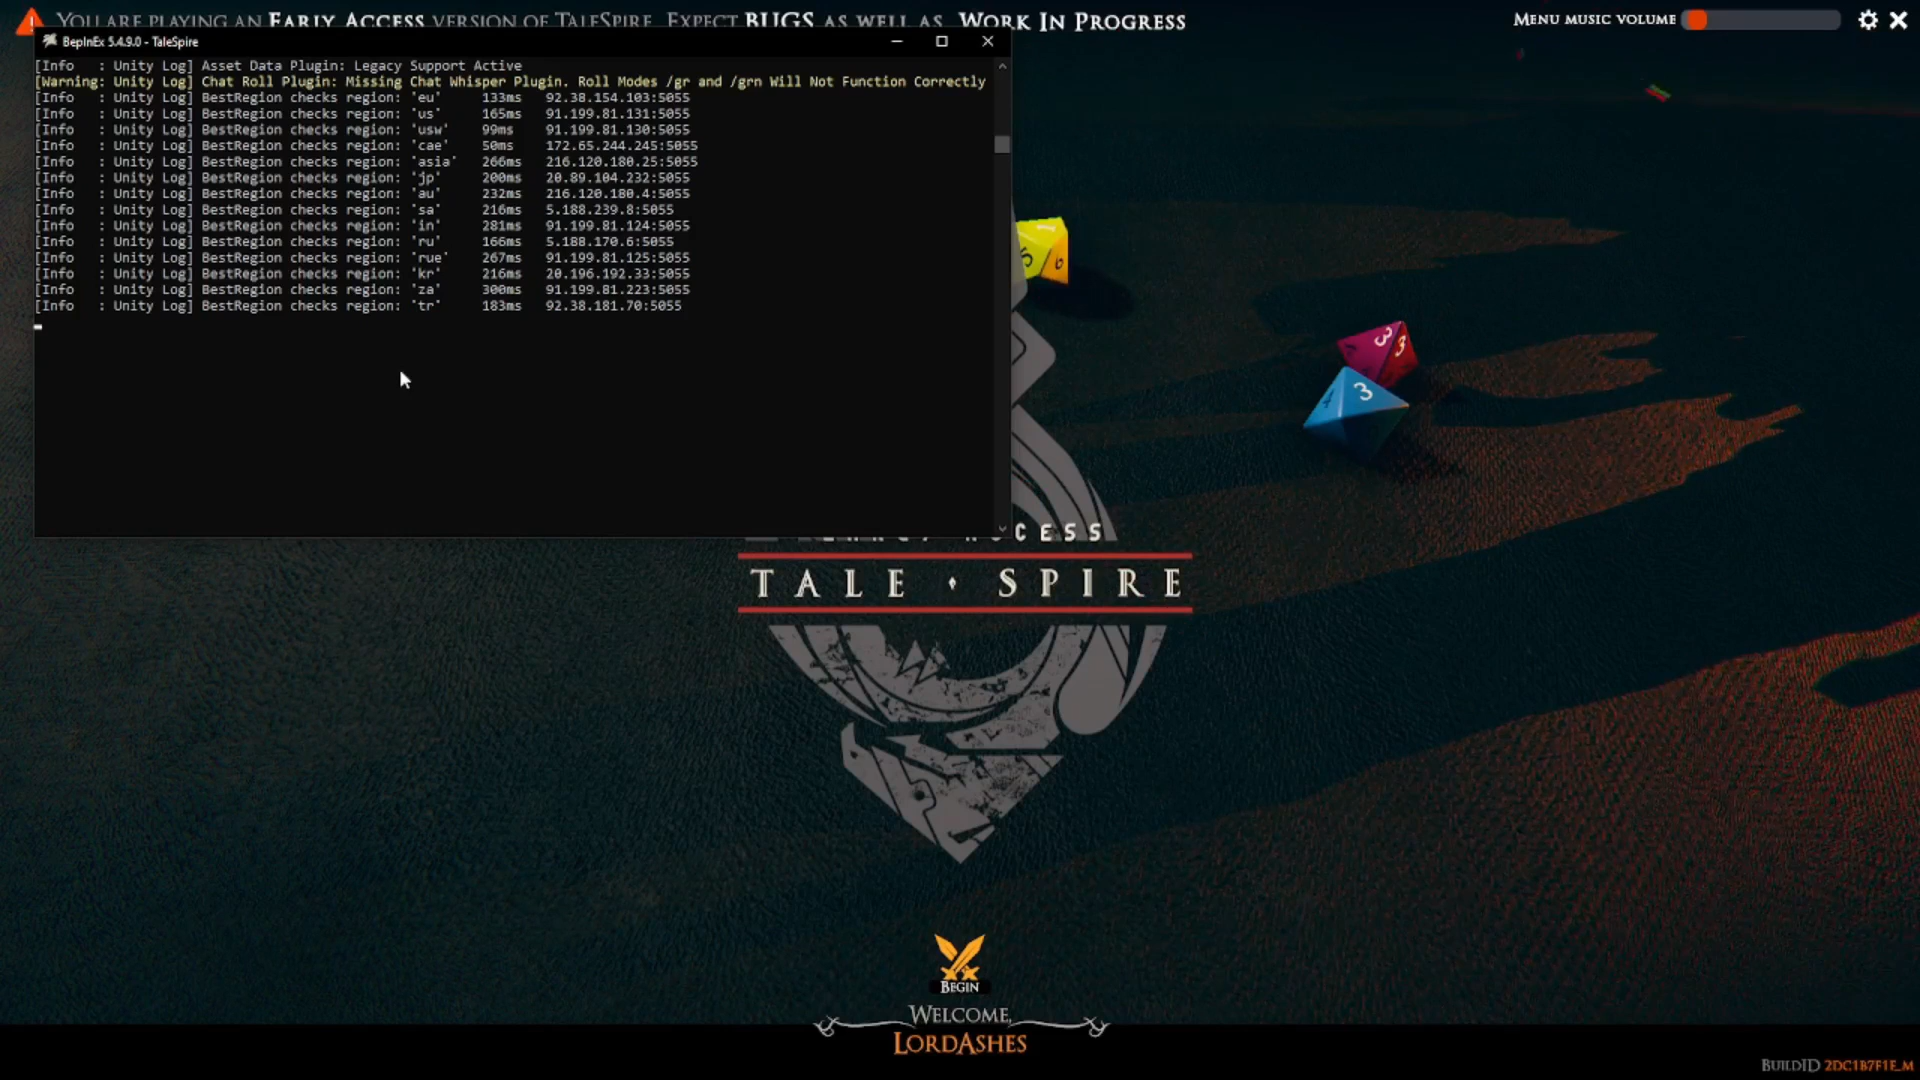 YOU ARE PLAYING AN EARLY ACCESS VERSION OF TALESPIRE. EXPECT BUGS AS WELL AS WORK IN PROGRESS
MENU MUSIC VOLUME
BepInEx 5.4.9.0 - TaleSpire
[Info   : Unity Log] Asset Data Plugin: Legacy Support Active
[Warning: Unity Log] Chat Roll Plugin: Missing Chat Whisper Plugin. Roll Modes /gr and /grn Will Not Function Correctly
[Info   : Unity Log] BestRegion checks region: 'eu' 133ms 92.38.154.103:5055
[Info   : Unity Log] BestRegion checks region: 'us' 165ms 91.199.81.131:5055
[Info   : Unity Log] BestRegion checks region: 'usw' 99ms 91.199.81.130:5055
[Info   : Unity Log] BestRegion checks region: 'cae' 50ms 172.65.244.245:5055
[Info   : Unity Log] BestRegion checks region: 'asia' 266ms 216.120.180.25:5055
[Info   : Unity Log] BestRegion checks region: 'jp' 200ms 20.89.104.232:5055
[Info   : Unity Log] BestRegion checks region: 'au' 232ms 216.120.180.4:5055
[Info   : Unity Log] BestRegion checks region: 'sa' 216ms 5.188.239.8:5055
[Info   : Unity Log] BestRegion checks region: 'in' 281ms 91.199.81.124:5055
[Info   : Unity Log] BestRegion checks region: 'ru' 166ms 5.188.170.6:5055
[Info   : Unity Log] BestRegion checks region: 'rue' 267ms 91.199.81.125:5055
[Info   : Unity Log] BestRegion checks region: 'kr' 216ms 20.196.192.33:5055
[Info   : Unity Log] BestRegion checks region: 'za' 300ms 91.199.81.223:5055
[Info   : Unity Log] BestRegion checks region: 'tr' 183ms 92.38.181.70:5055
1
5
6
3
3
3
TALE SPIRE
BEGIN
WELCOME,
LORDASHES
BUILDID 2DC1B7F1E_M